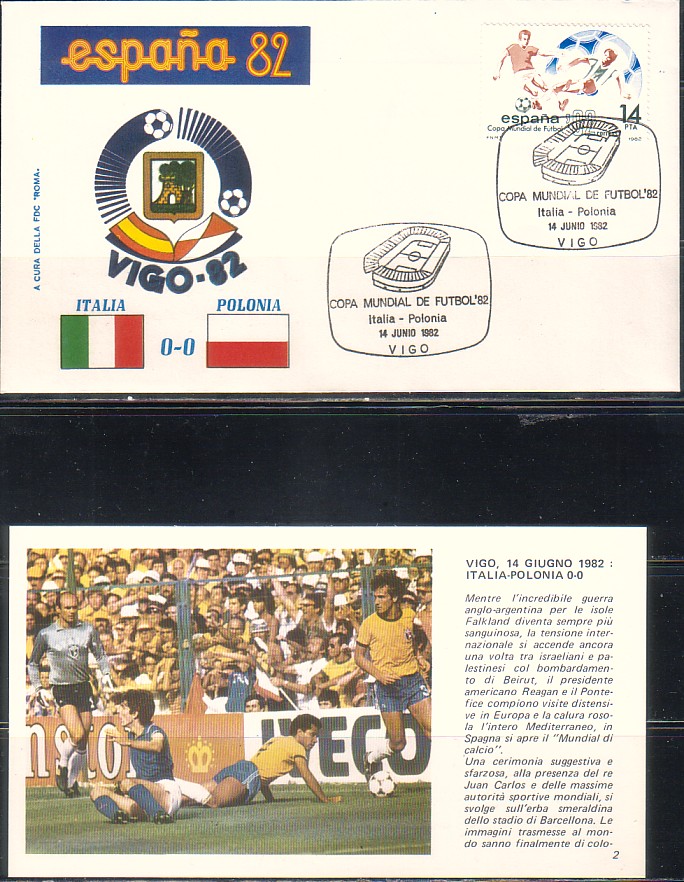 españa 82
A CURA DELLA FDC "ROMA"
VIGO-82
ITALIA
POLONIA
0-0
españa
14
PTA
Copa Mundial de Futbol
1982
COPA MUNDIAL DE FUTBOL'82
Italia - Polonia
14 JUNIO 1982
VIGO
COPA MUNDIAL DE FUTBOL'82
Italia - Polonia
14 JUNIO 1982
VIGO
IVECO
VIGO, 14 GIUGNO 1982 :
ITALIA-POLONIA 0-0
Mentre l'incredibile guerra
anglo-argentina per le isole
Falkland diventa sempre più
sanguinosa, la tensione inter-
nazionale si accende ancora
una volta tra israeliani e pa-
lestinesi col bombardamen-
to di Beirut, il presidente
americano Reagan e il Ponte-
fice compiono visite distensi-
ve in Europa e la calura roso-
la l'intero Mediterraneo, in
Spagna si apre il "Mundial di
calcio".
Una cerimonia suggestiva e
sfarzosa, alla presenza del re
Juan Carlos e delle massime
autorità sportive mondiali, si
svolge sull'erba smeraldina
dello stadio di Barcellona. Le
immagini trasmesse al mon-
do sanno finalmente di colo-
2